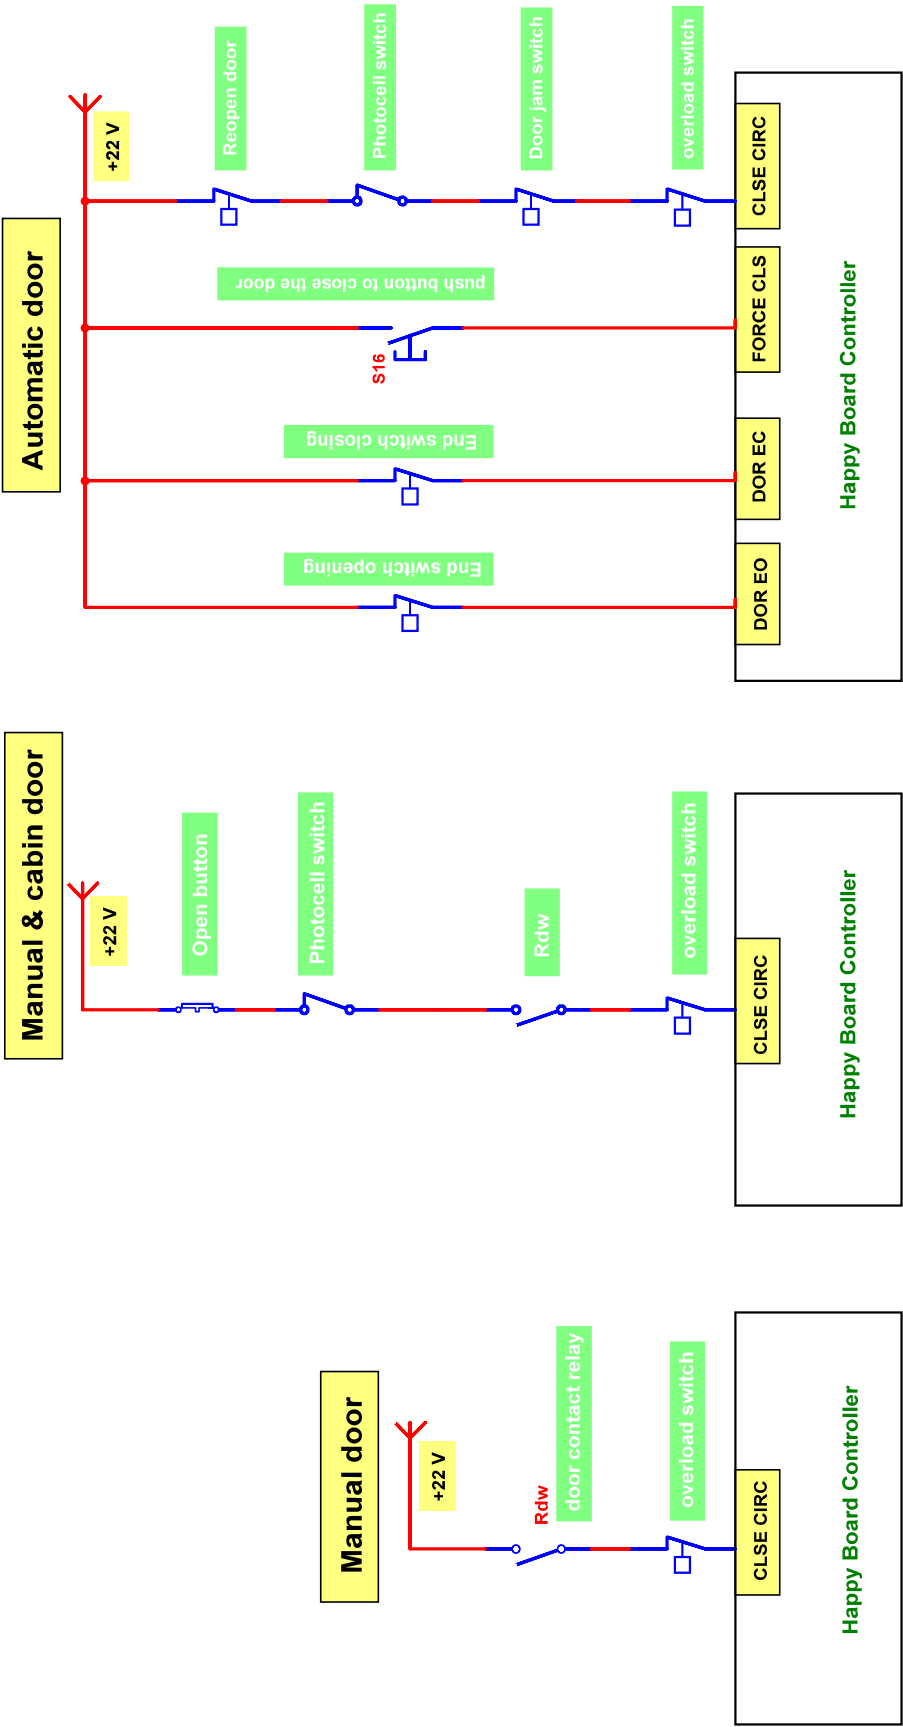 Automatic door
+22 V
Reopen door
Photocell switch
Door jam switch
overload switch
CLSE CIRC
push button to close the door
S16
FORCE CLS
End switch closing
DOR EC
End switch opening
DOR EO
Happy Board Controller
Manual & cabin door
+22 V
Open button
Photocell switch
Rdw
overload switch
CLSE CIRC
Happy Board Controller
Manual door
+22 V
Rdw
door contact relay
overload switch
CLSE CIRC
Happy Board Controller